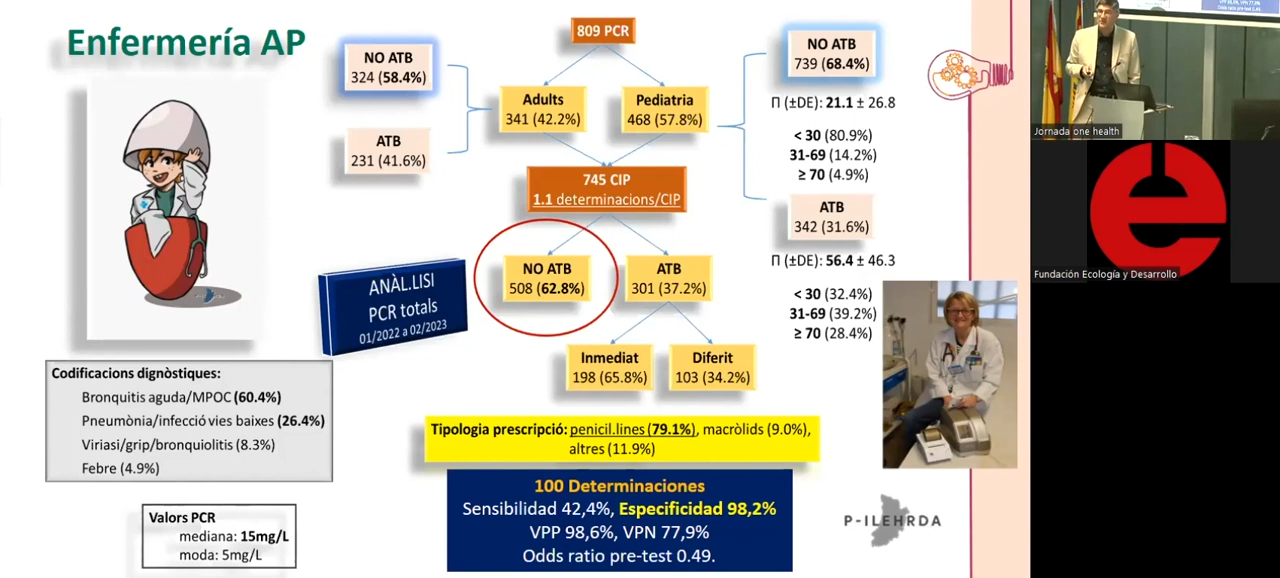 Enfermería AP
809 PCR
NO ATB
324 (58.4%)
ATB
231 (41.6%)
Adults
341 (42.2%)
Pediatria
468 (57.8%)
NO ATB
739 (68.4%)
Π (±DE): 21.1 ± 26.8
< 30 (80.9%)
31-69 (14.2%)
≥ 70 (4.9%)
ATB
342 (31.6%)
Π (±DE): 56.4 ± 46.3
< 30 (32.4%)
31-69 (39.2%)
≥ 70 (28.4%)
745 CIP
1.1 determinacions/CIP
NO ATB
508 (62.8%)
ATB
301 (37.2%)
Inmediat
198 (65.8%)
Diferit
103 (34.2%)
ANÀL.LISI
PCR totals
01/2022 a 02/2023
Codificacions dignòstiques:
Bronquitis aguda/MPOC (60.4%)
Pneumònia/infecció vies baixes (26.4%)
Viriasi/grip/bronquiolitis (8.3%)
Febre (4.9%)
Tipologia prescripció: penicil.lines (79.1%), macròlids (9.0%),
altres (11.9%)
Valors PCR
mediana: 15mg/L
moda: 5mg/L
100 Determinaciones
Sensibilidad 42,4%, Especificidad 98,2%
VPP 98,6%, VPN 77,9%
Odds ratio pre-test 0.49.
P-ILEHRDA
Jornada one health
Fundación Ecología y Desarrollo